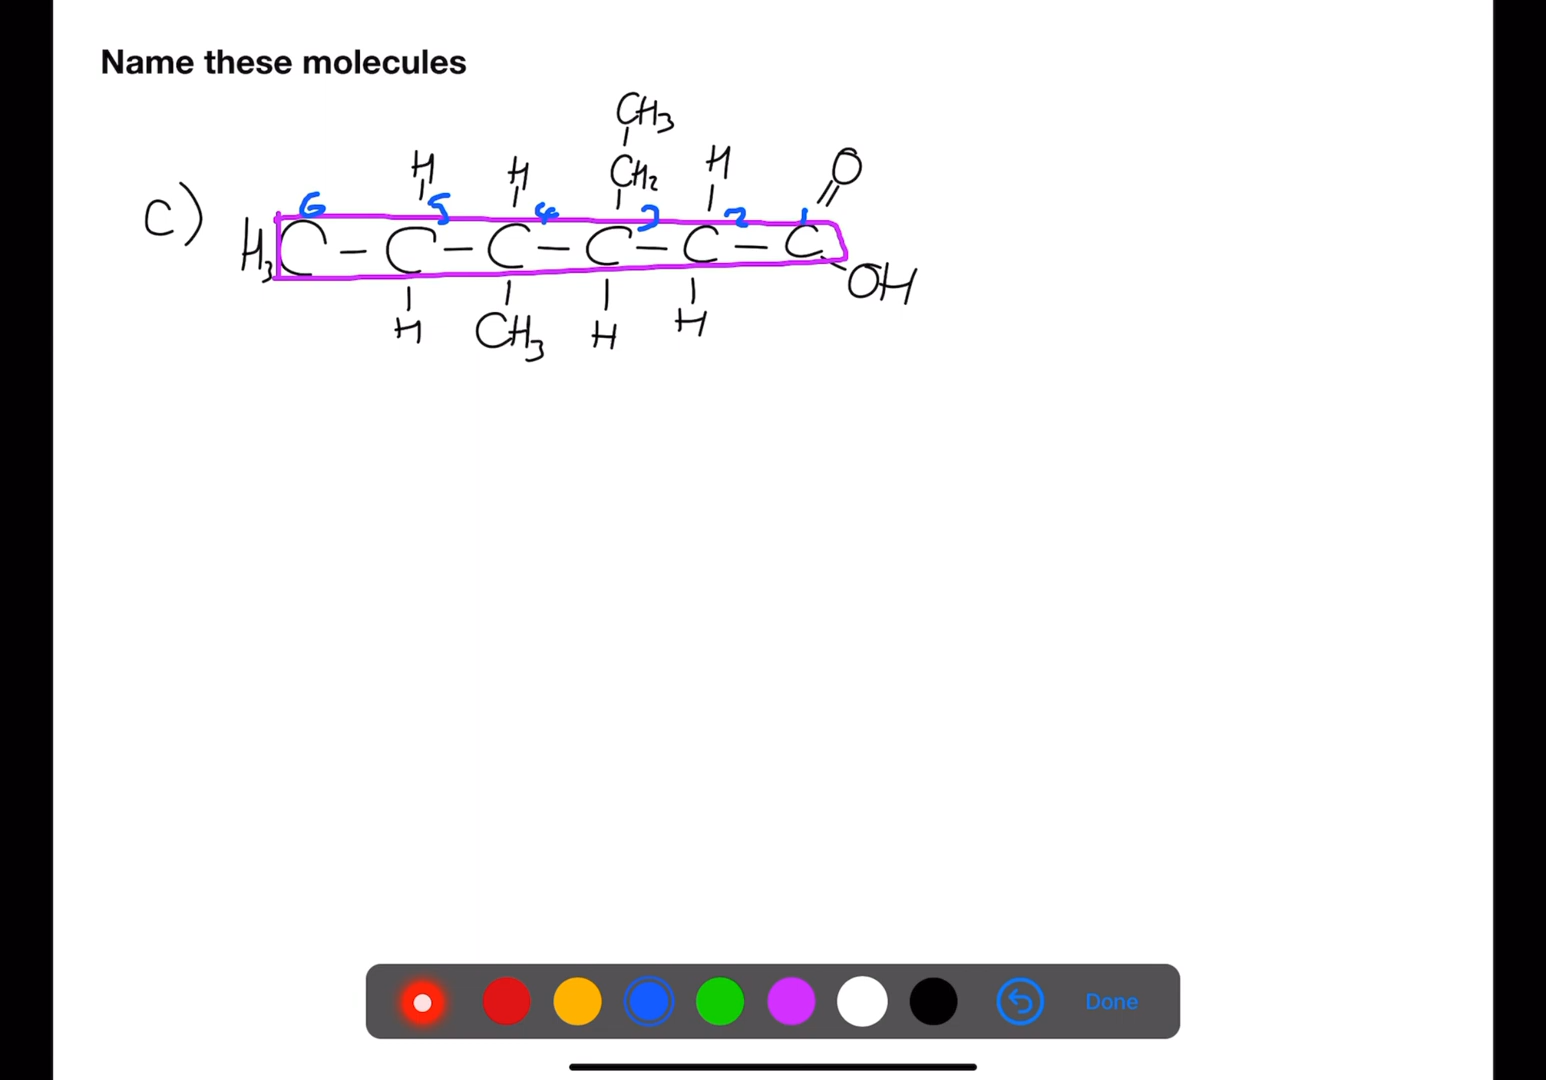 Name these molecules
CH3
H H CH2 H O
6 5 4 3 2 1
c) H3C - C - C - C - C - C
OH
H CH3 H H
Done